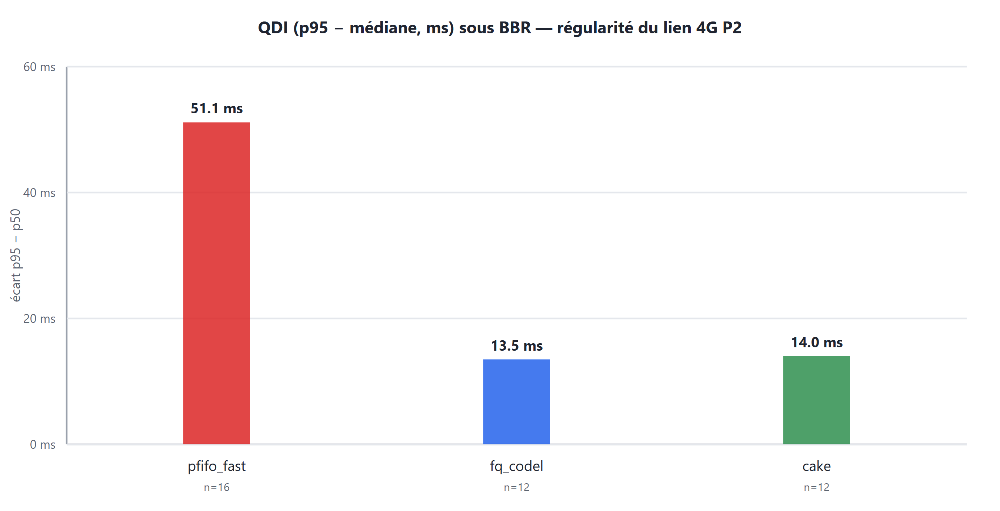 QDI (p95 − médiane, ms) sous BBR — régularité du lien 4G P2
écart p95 − p50
60 ms
40 ms
20 ms
0 ms
51.1 ms
13.5 ms
14.0 ms
pfifo_fast
fq_codel
cake
n=16
n=12
n=12